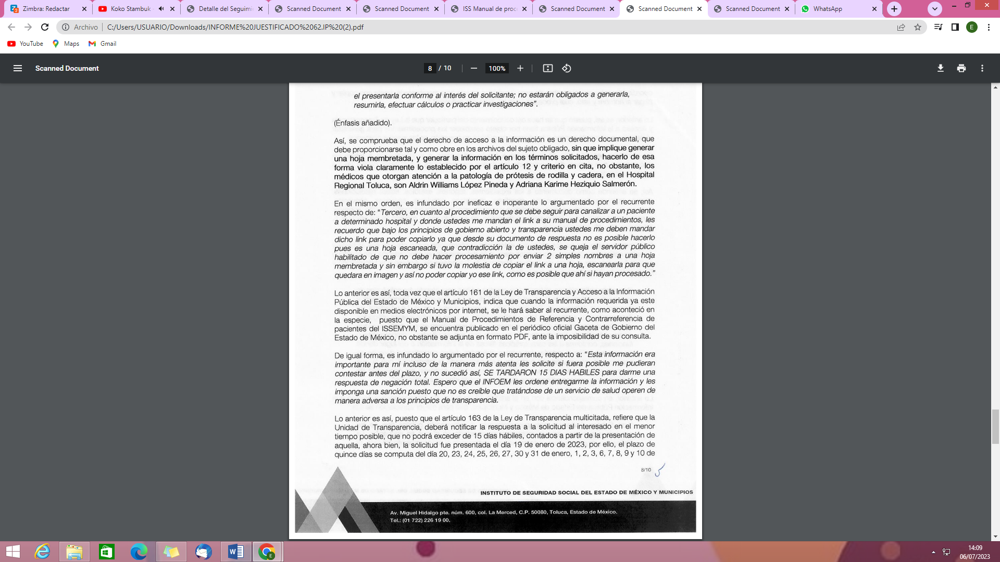 Zimbra: Redactar
Koko Stambuk
Detalle del Seguimi
Scanned Document
Scanned Document
ISS Manual de proc
Scanned Document
Scanned Document
Scanned Document
WhatsApp
Archivo
C:/Users/USUARIO/Downloads/INFORME%20JUESTIFICADO%2062.IP%20(2).pdf
E
YouTube
Maps
Gmail
Scanned Document
8 / 10
100%
el presentarla conforme al interés del solicitante; no estarán obligados a generarla,
resumirla, efectuar cálculos o practicar investigaciones”.
(Énfasis añadido).
Así, se comprueba que el derecho de acceso a la información es un derecho documental, que
debe proporcionarse tal y como obre en los archivos del sujeto obligado, sin que implique generar
una hoja membretada, y generar la información en los términos solicitados, hacerlo de esa
forma viola claramente lo establecido por el artículo 12 y criterio en cita, no obstante, los
médicos que otorgan atención a la patología de prótesis de rodilla y cadera, en el Hospital
Regional Toluca, son Aldrin Williams López Pineda y Adriana Karime Heziquio Salmerón.
En el mismo orden, es infundado por ineficaz e inoperante lo argumentado por el recurrente
respecto de: “Tercero, en cuanto al procedimiento que se debe seguir para canalizar a un paciente
a determinado hospital y donde ustedes me mandan el link a su manual de procedimientos, les
recuerdo que bajo los principios de gobierno abierto y transparencia ustedes me deben mandar
dicho link para poder copiarlo ya que desde su documento de respuesta no es posible hacerlo
pues es una hoja escaneada, que contradicción la de ustedes, se queja el servidor público
habilitado de que no debe hacer procesamiento por enviar 2 simples nombres a una hoja
membretada y sin embargo si tuvo la molestia de copiar el link a una hoja, escanearla para que
quedara en imagen y así no poder copiar yo ese link, como es posible que ahí si hayan procesado.”
Lo anterior es así, toda vez que el artículo 161 de la Ley de Transparencia y Acceso a la Información
Pública del Estado de México y Municipios, indica que cuando la información requerida ya este
disponible en medios electrónicos por internet, se le hará saber al recurrente, como aconteció en
la especie, puesto que el Manual de Procedimientos de Referencia y Contrarreferencia de
pacientes del ISSEMYM, se encuentra publicado en el periódico oficial Gaceta de Gobierno del
Estado de México, no obstante se adjunta en formato PDF, ante la imposibilidad de su consulta.
De igual forma, es infundado lo argumentado por el recurrente, respecto a: “Esta información era
importante para mí incluso de la manera más atenta les solicite si fuera posible me pudieran
contestar antes del plazo, y no sucedió así, SE TARDARON 15 DIAS HABILES para darme una
respuesta de negación total. Espero que el INFOEM les ordene entregarme la información y les
imponga una sanción puesto que no es creíble que tratándose de un servicio de salud operen de
manera adversa a los principios de transparencia.
Lo anterior es así, puesto que el artículo 163 de la Ley de Transparencia multicitada, refiere que la
Unidad de Transparencia, deberá notificar la respuesta a la solicitud al interesado en el menor
tiempo posible, que no podrá exceder de 15 días hábiles, contados a partir de la presentación de
aquella, ahora bien, la solicitud fue presentada el día 19 de enero de 2023, por ello, el plazo de
quince días se computa del día 20, 23, 24, 25, 26, 27, 30 y 31 de enero, 1, 2, 3, 6, 7, 8, 9 y 10 de
8/10
INSTITUTO DE SEGURIDAD SOCIAL DEL ESTADO DE MÉXICO Y MUNICIPIOS
Av. Miguel Hidalgo pte. núm. 600, col. La Merced, C.P. 50080, Toluca, Estado de México.
Tel.: (01 722) 226 19 00.
14:09
06/07/2023